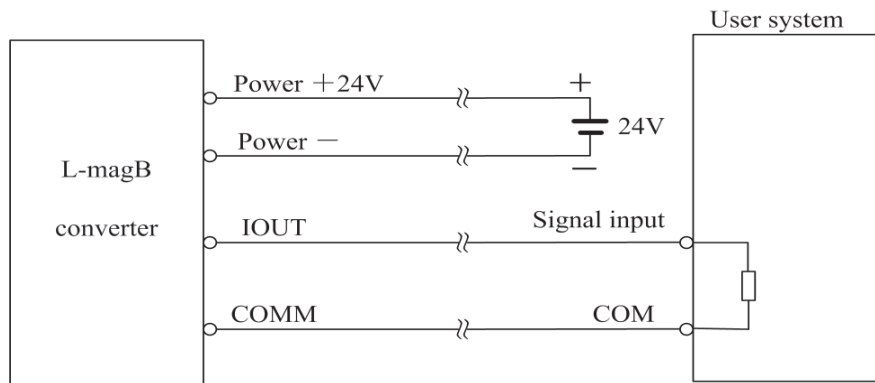 User system
Power ＋24V
+
24V
Power －
－
L-magB
converter
IOUT
Signal input
COMM
COM